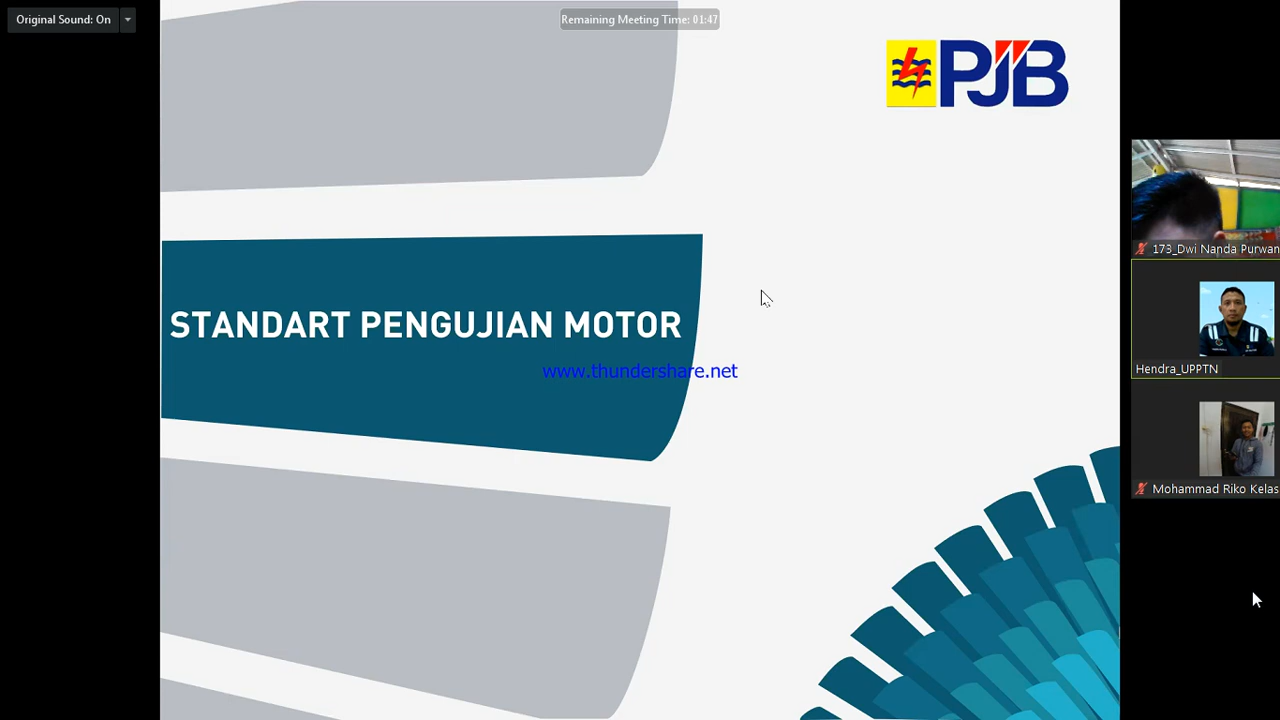 Original Sound: On
Remaining Meeting Time: 01:47
PJB
STANDART PENGUJIAN MOTOR
www.thundershare.net
173_Dwi Nanda Purwan
Hendra_UPPTN
Mohammad Riko Kelas